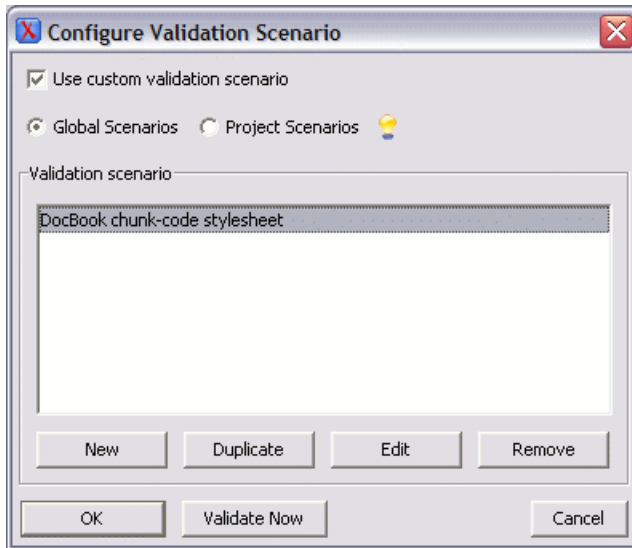 Configure Validation Scenario
Use custom validation scenario
Global Scenarios Project Scenarios
Validation scenario
DocBook chunk-code stylesheet
New Duplicate Edit Remove
OK Validate Now Cancel